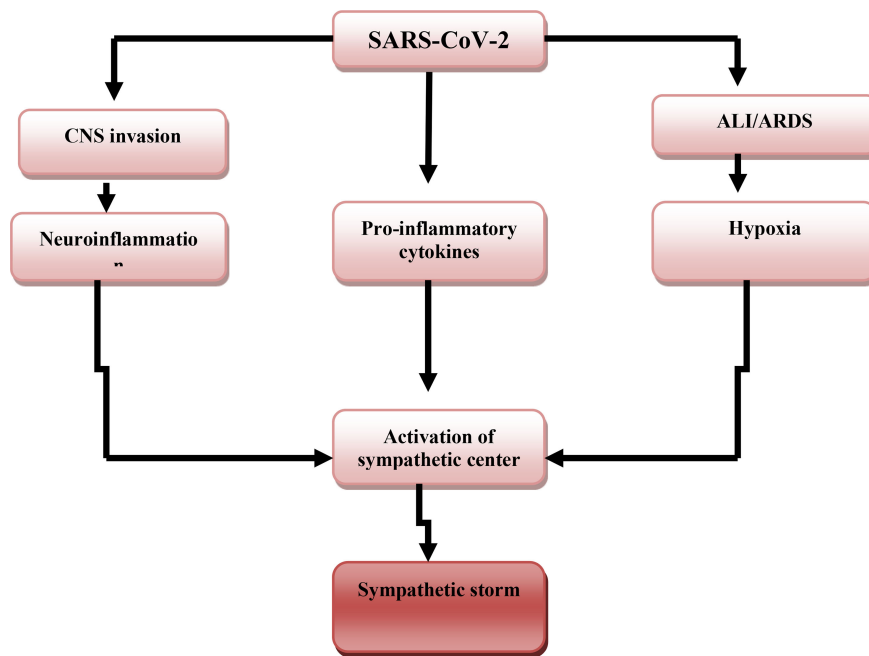 SARS-CoV-2
CNS invasion
ALI/ARDS
Neuroinflammatio
n
Pro-inflammatory
cytokines
Hypoxia
Activation of
sympathetic center
Sympathetic storm